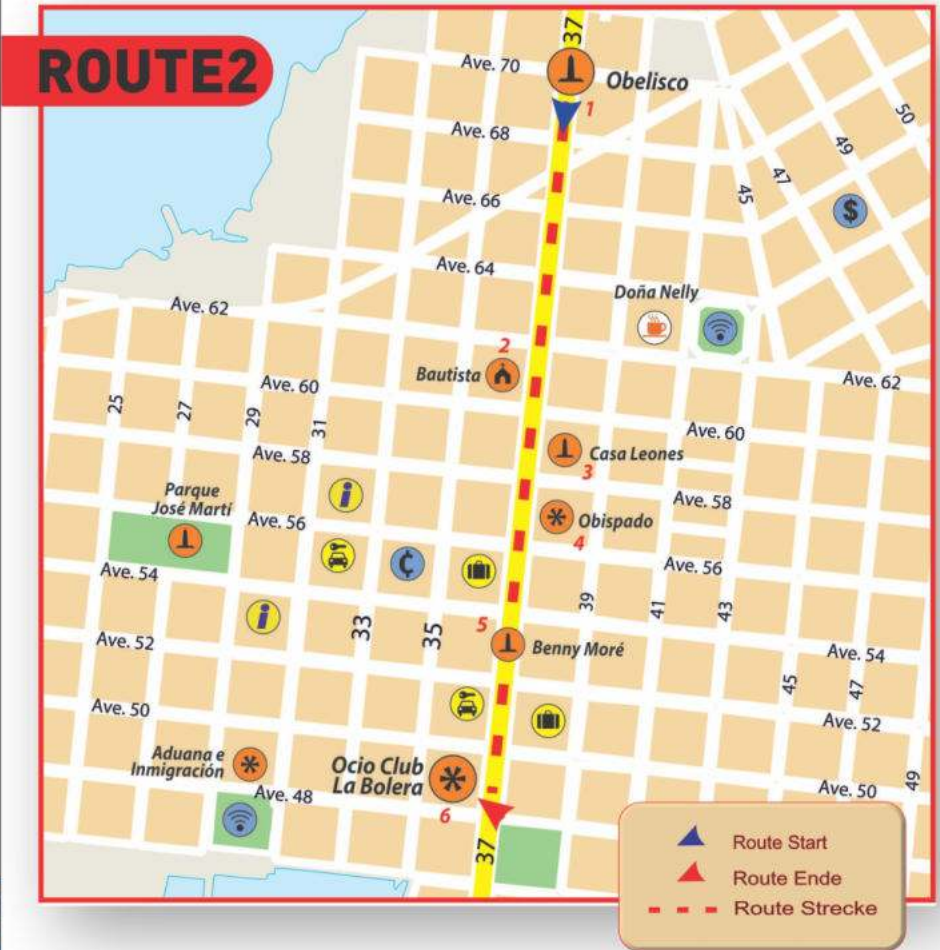 ROUTE2
37
Ave. 70
Obelisco
1
50
Ave. 68
49
47
45
Ave. 66
$
Ave. 64
Doña Nelly
Ave. 62
2
Bautista
Ave. 62
Ave. 60
25
27
29
31
Ave. 60
Ave. 58
Casa Leones
3
i
Parque
José Martí
Ave. 58
Ave. 56
Obispado
4
¢
Ave. 56
Ave. 54
39
41
43
i
33
35
5
Ave. 52
Benny Moré
Ave. 54
45
47
Ave. 50
Ave. 52
Aduana e
Inmigración
Ocio Club
La Bolera
49
Ave. 50
Ave. 48
6
37
Route Start
Route Ende
Route Strecke